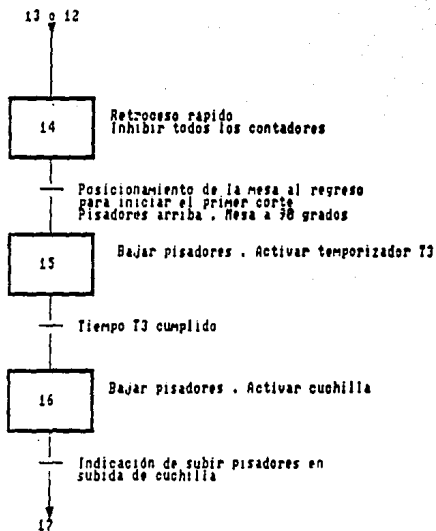 13 o 12
14
Retroceso rapido
Inhibir todos los contadores
Posicionamiento de la mesa al regreso
para iniciar el primer corte
Pisadores arriba . Mesa a 90 grados
15
Bajar pisadores . Activar temporizador T3
Tiempo T3 cumplido
16
Bajar pisadores . Activar cuchilla
Indicación de subir pisadores en
subida de cuchilla
17